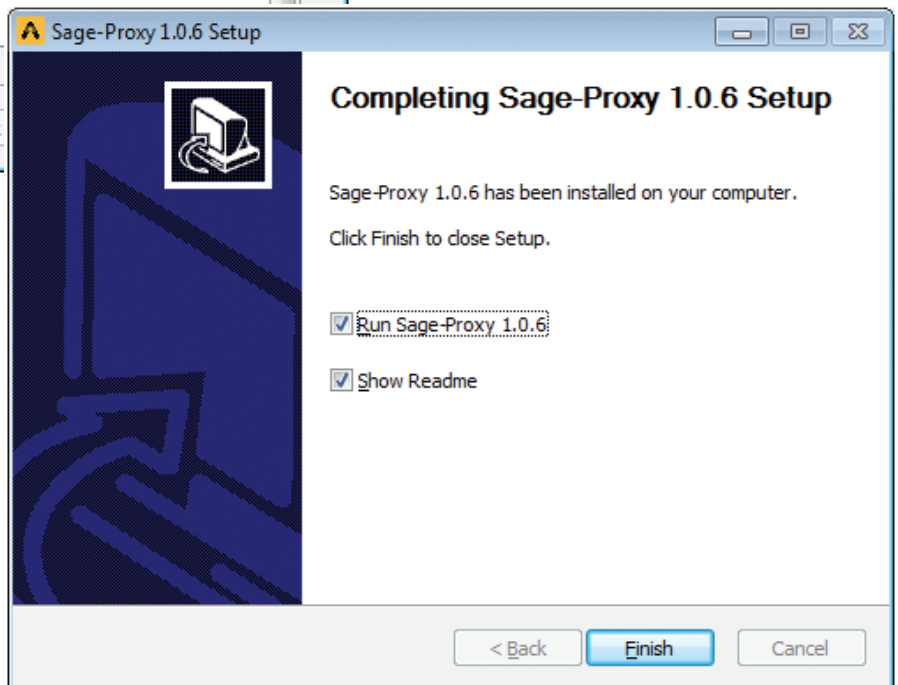 Sage-Proxy 1.0.6 Setup
Completing Sage-Proxy 1.0.6 Setup
Sage-Proxy 1.0.6 has been installed on your computer.
Click Finish to close Setup.
Run Sage-Proxy 1.0.6
Show Readme
< Back Finish Cancel